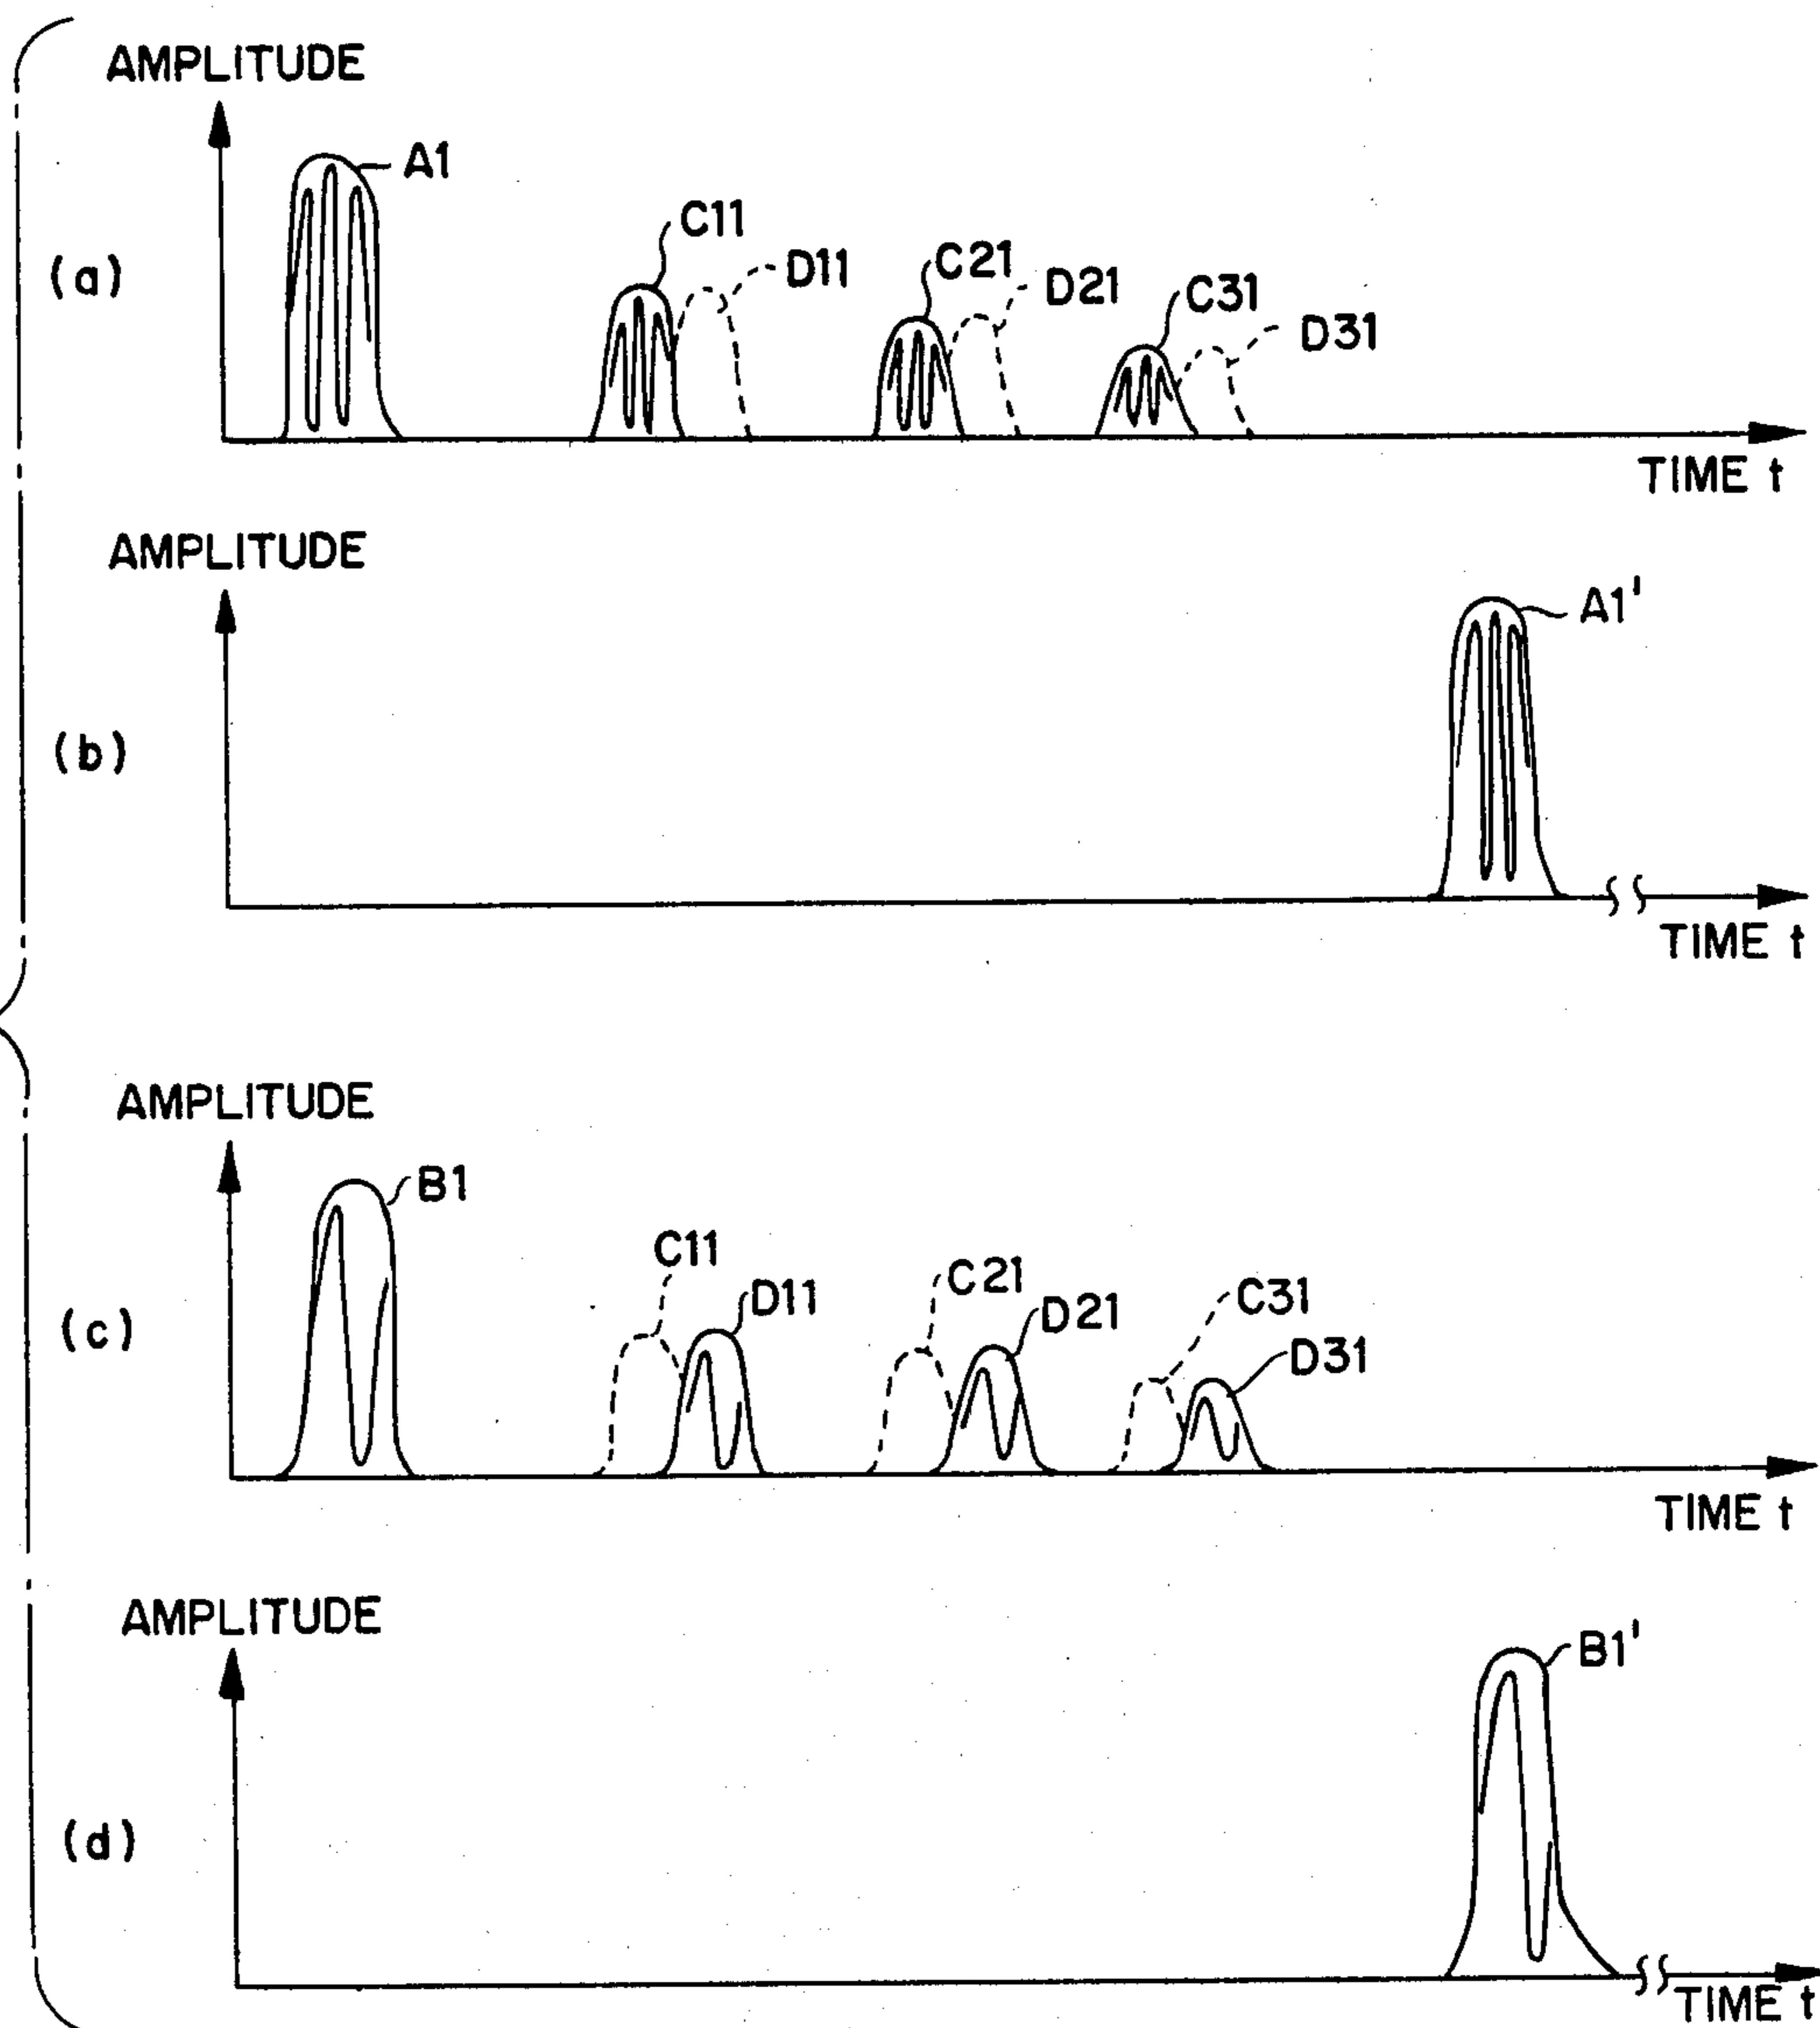 AMPLITUDE
A1
C11
D11
C21
D21
C31
D31
(a)
TIME t
AMPLITUDE
A1'
(b)
TIME t
AMPLITUDE
B1
C11
D11
C21
D21
C31
D31
(c)
TIME t
AMPLITUDE
B1'
(d)
TIME t